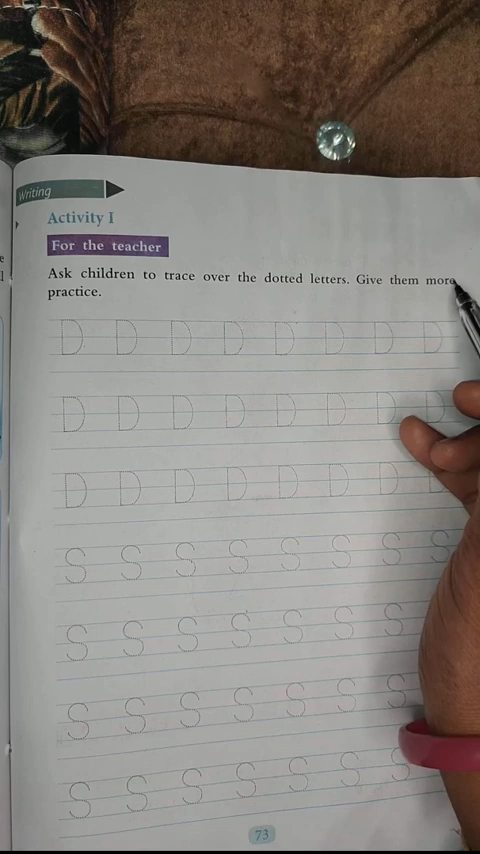 Writing
Activity I
For the teacher
Ask children to trace over the dotted letters. Give them more
practice.
D D D D D D D D
D D D D D D D D
D D D D D D D D
S S S S S S S S
S S S S S S S
S S S S S S S
S S S S S S S
73